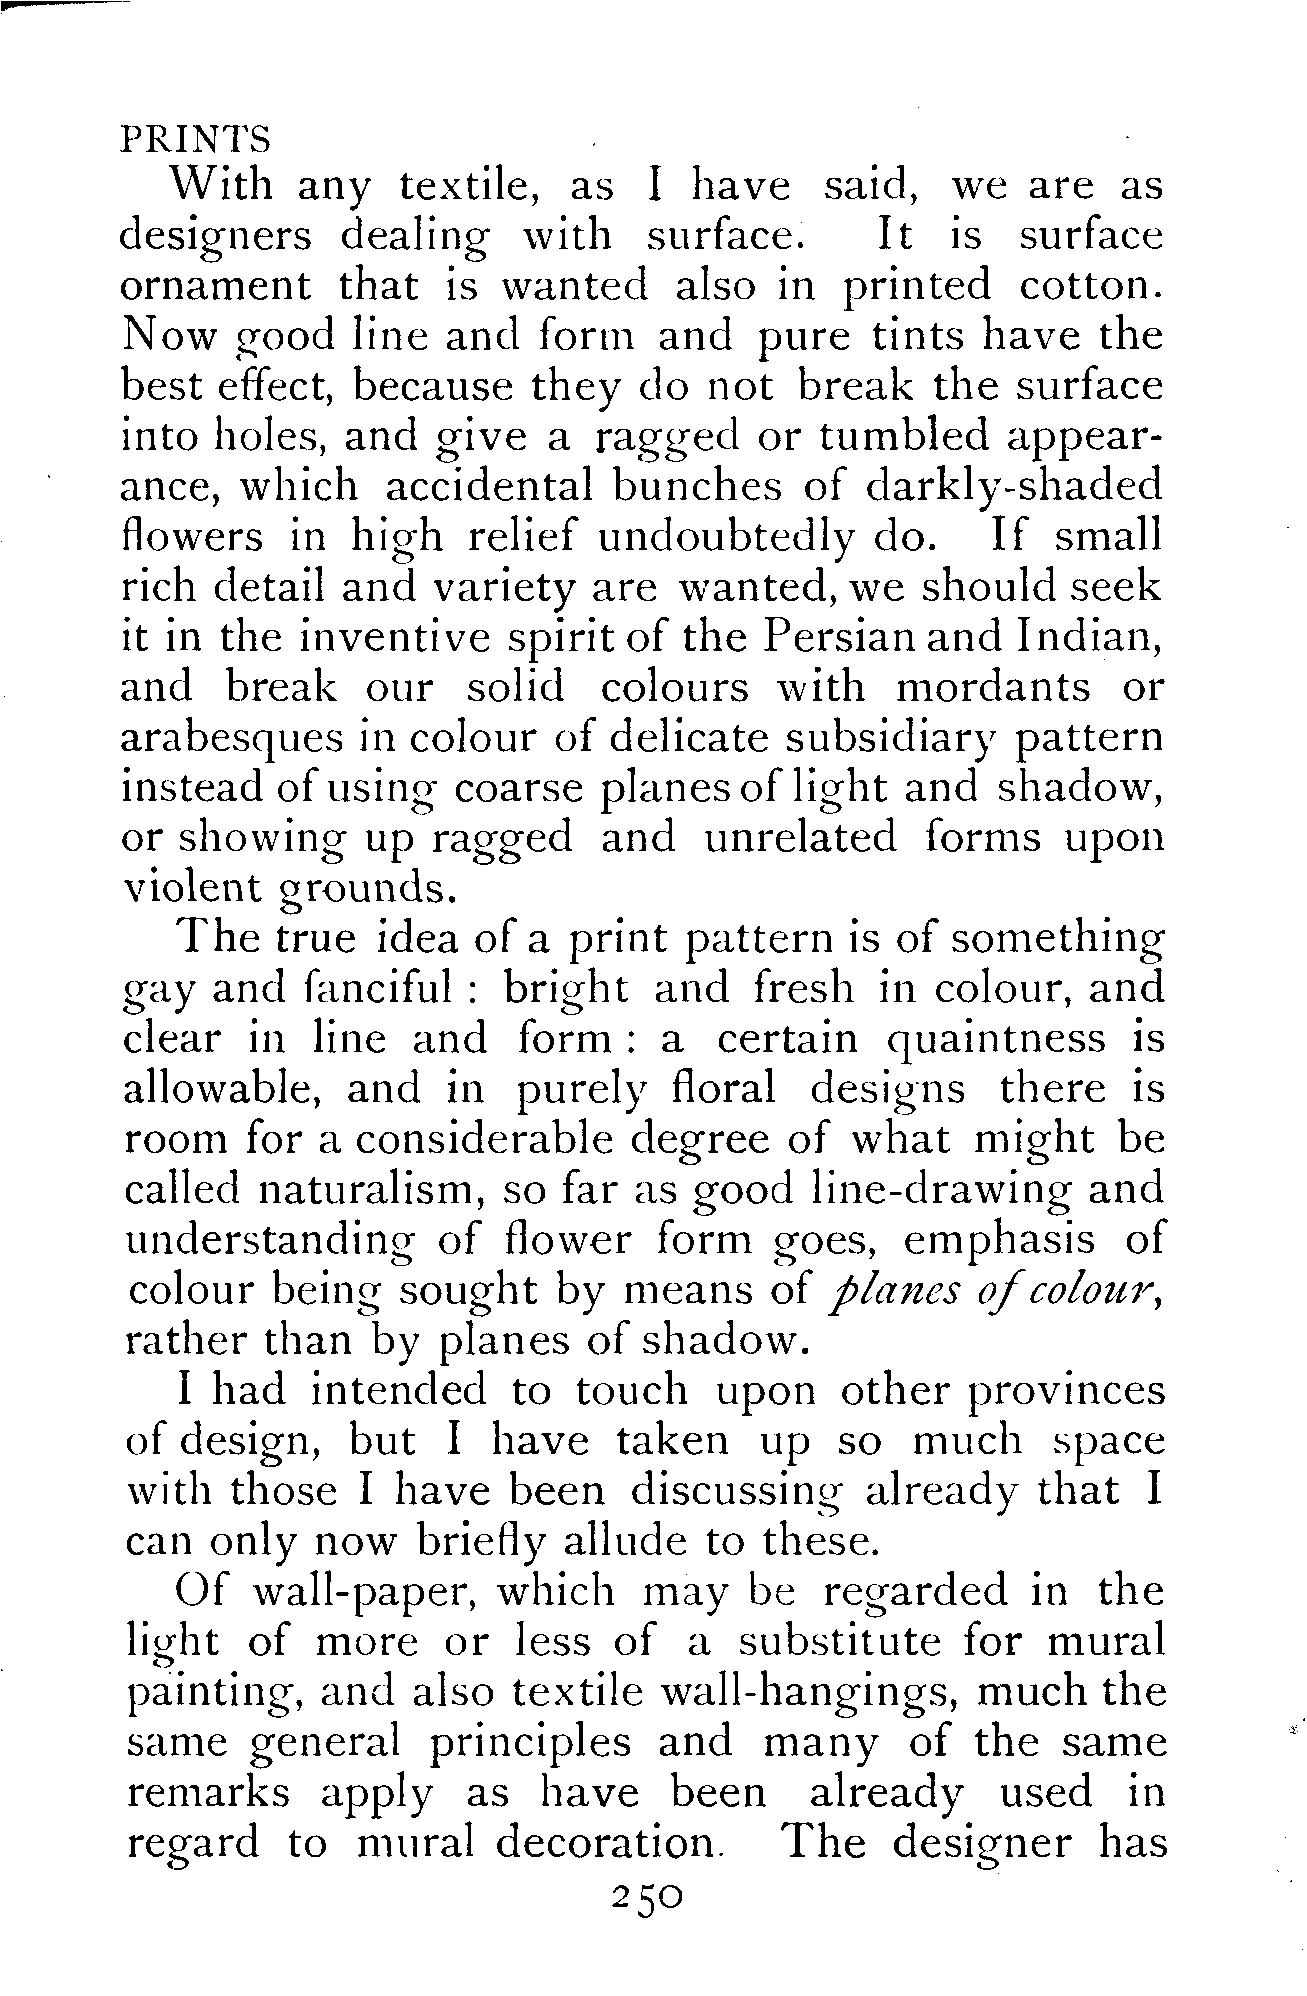 PRINTS
With any textile, as I have said, we are as
designers dealing with surface. It is surface
ornament that is wanted also in printed cotton.
Now good line and form and pure tints have the
best effect, because they do not break the surface
into holes, and give a ragged or tumbled appear-
ance, which accidental bunches of darkly-shaded
flowers in high relief undoubtedly do. If small
rich detail and variety are wanted, we should seek
it in the inventive spirit of the Persian and Indian,
and break our solid colours with mordants or
arabesques in colour of delicate subsidiary pattern
instead of using coarse planes of light and shadow,
or showing up ragged and unrelated forms upon
violent grounds.
The true idea of a print pattern is of something
gay and fanciful : bright and fresh in colour, and
clear in line and form : a certain quaintness is
allowable, and in purely floral designs there is
room for a considerable degree of what might be
called naturalism, so far as good line-drawing and
understanding of flower form goes, emphasis of
colour being sought by means of planes of colour,
rather than by planes of shadow.
I had intended to touch upon other provinces
of design, but I have taken up so much space
with those I have been discussing already that I
can only now briefly allude to these.
Of wall-paper, which may be regarded in the
light of more or less of a substitute for mural
painting, and also textile wall-hangings, much the
same general principles and many of the same
remarks apply as have been already used in
regard to mural decoration. The designer has
250